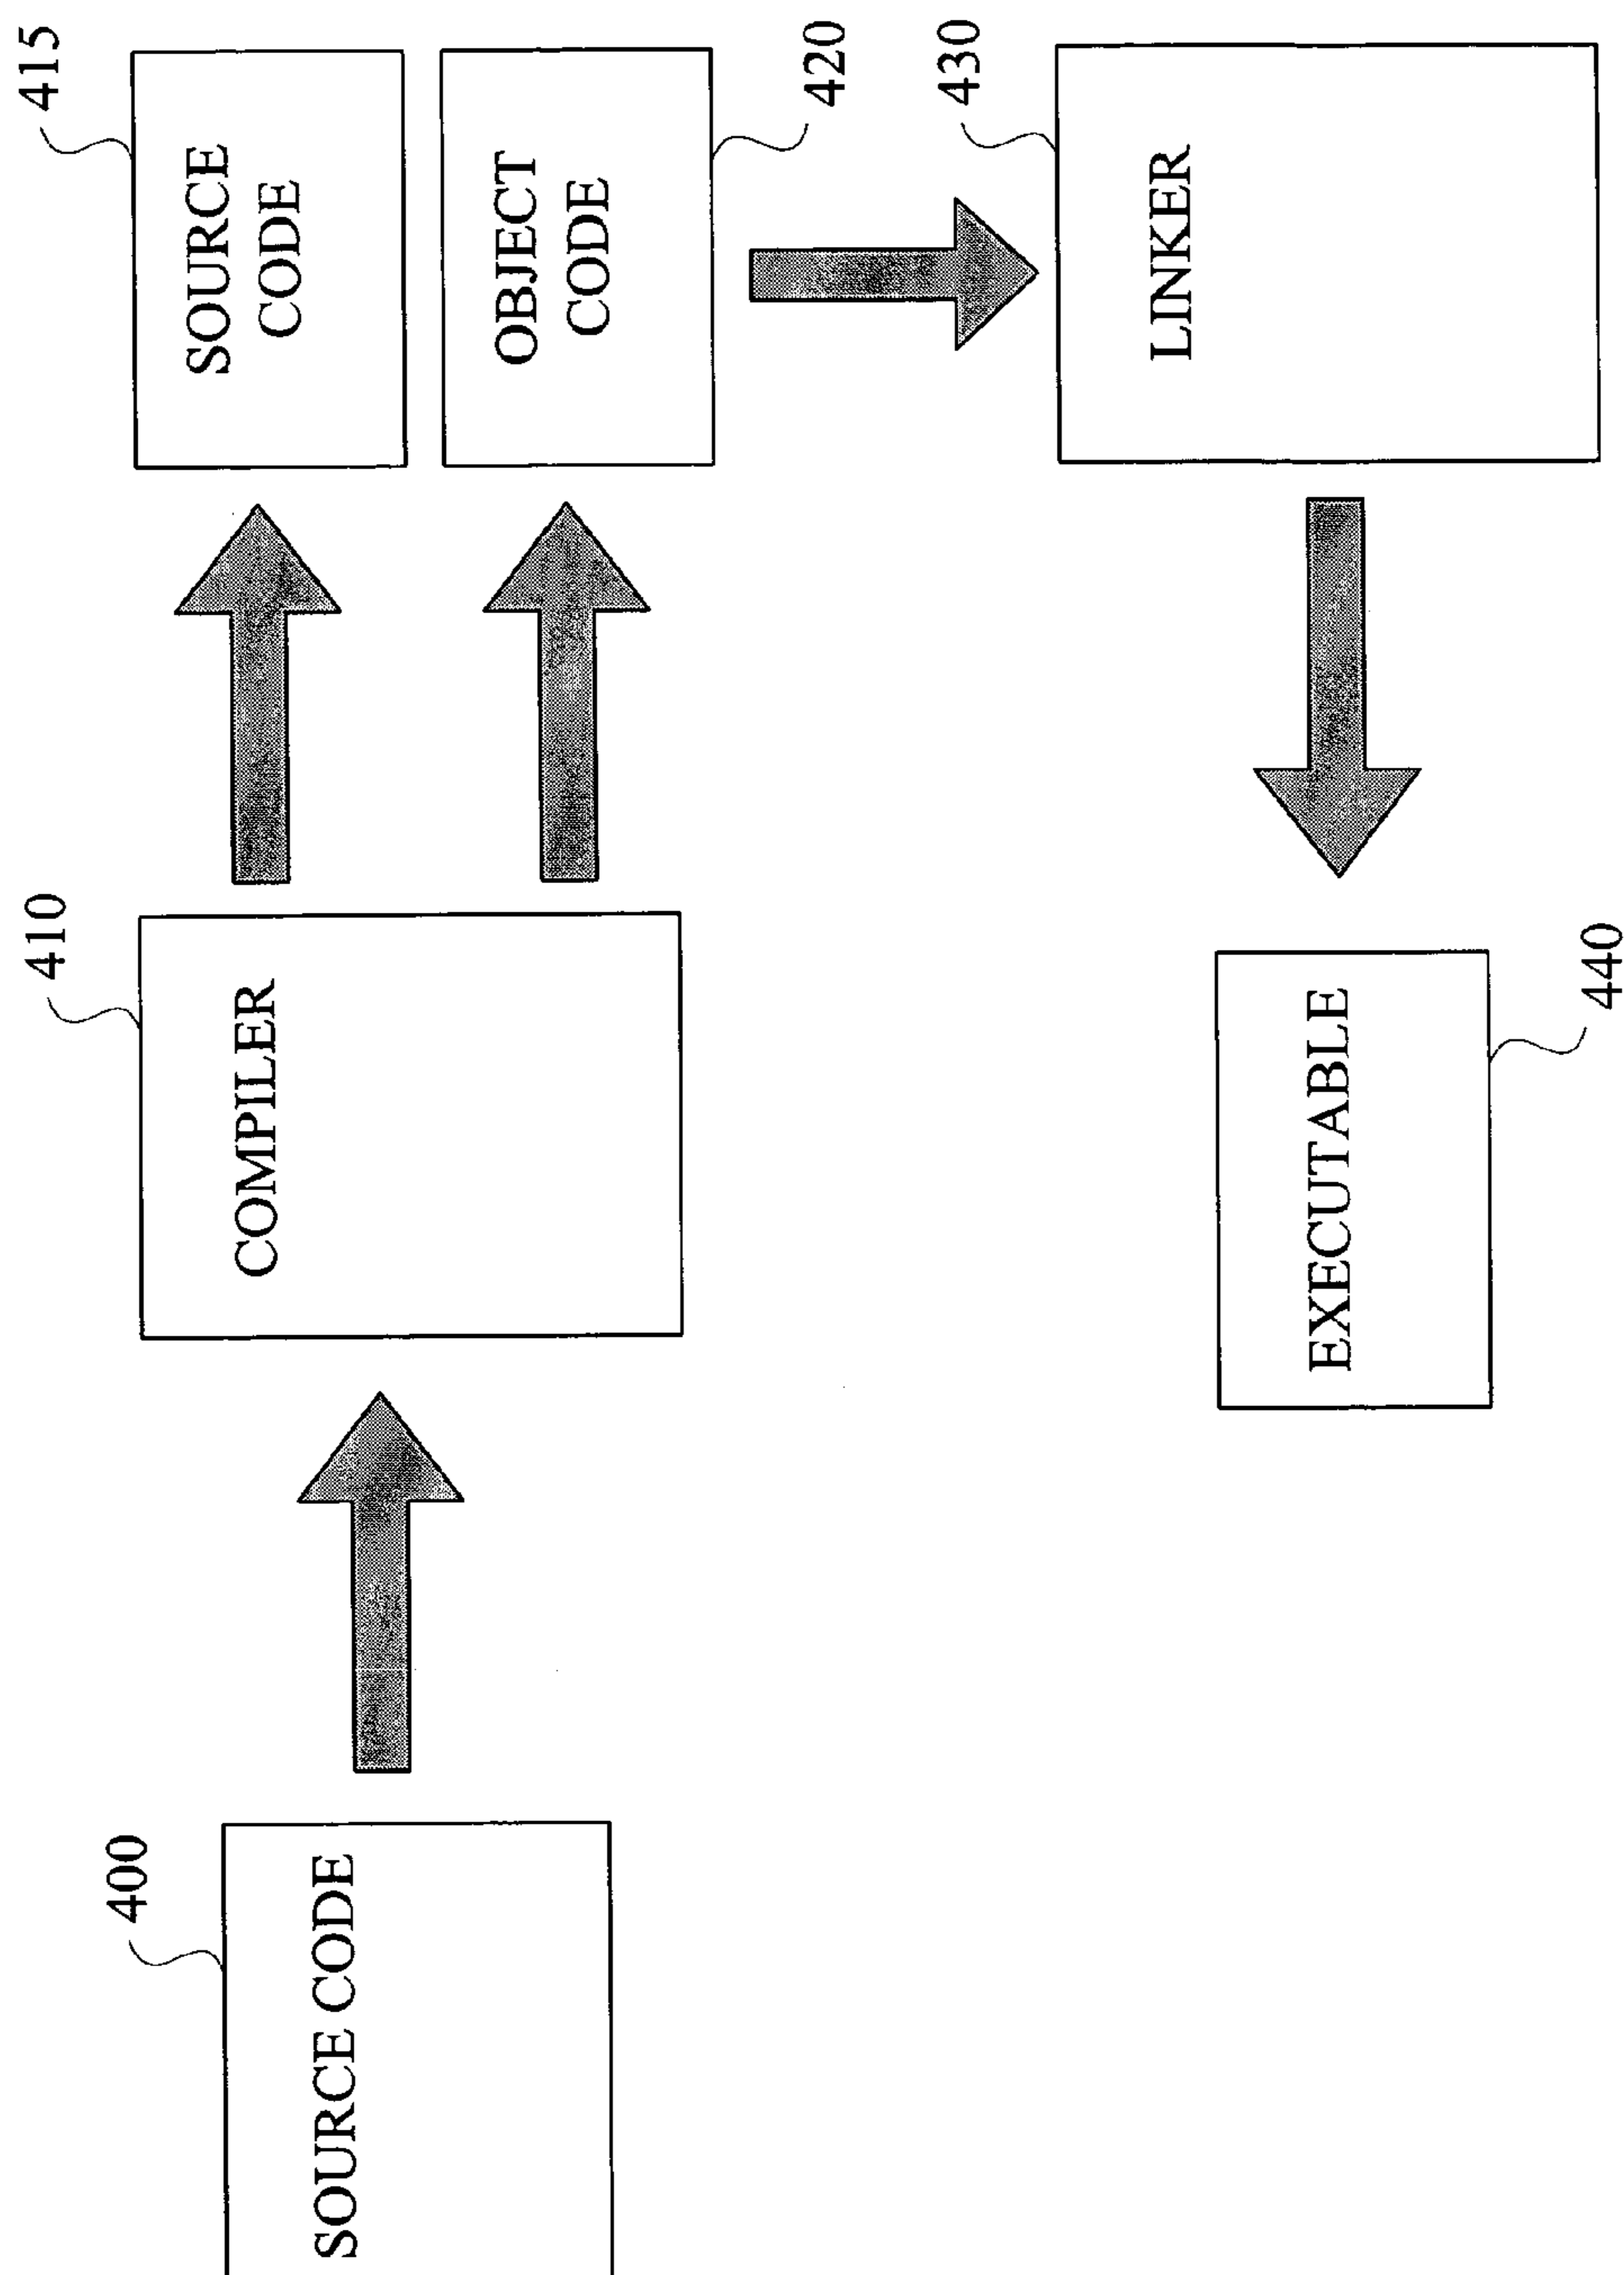 400
SOURCE CODE
410
COMPILER
415
SOURCE
CODE
OBJECT
CODE
420
430
LINKER
EXECUTABLE
440